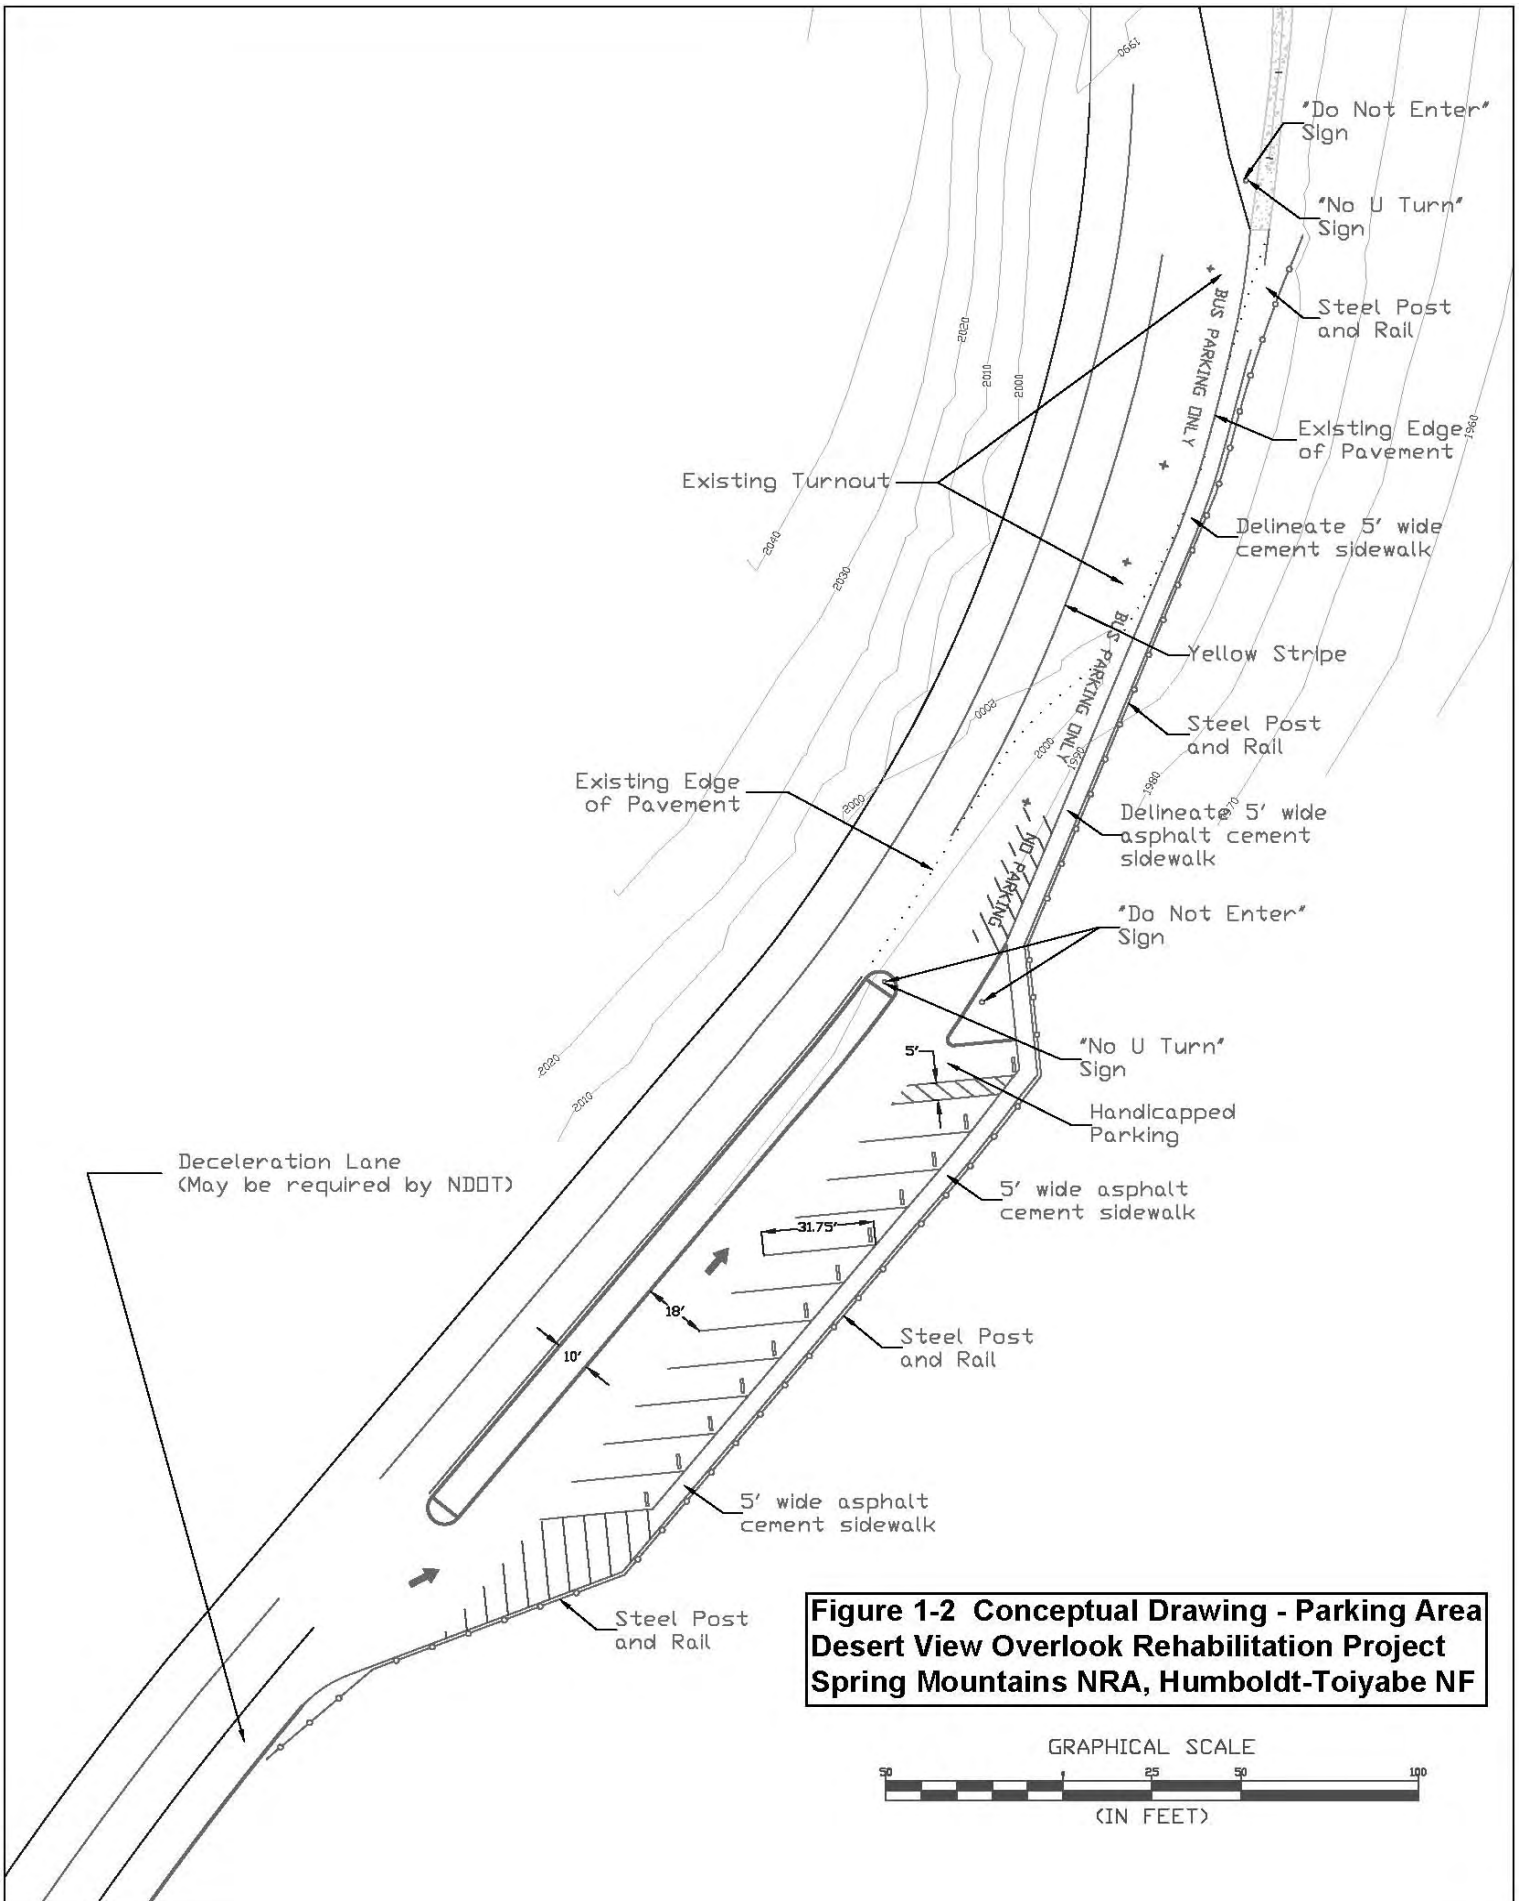 1990
"Do Not Enter"
Sign
"No U Turn"
Sign
BUS PARKING ONLY
Steel Post
and Rail
2020
2010
2000
1960
Existing Edge
of Pavement
Existing Turnout
Delineate 5' wide
cement sidewalk
2040
2030
BUS PARKING ONLY
Yellow Stripe
2000
Steel Post
and Rail
2000
1990
1980
1970
Existing Edge
of Pavement
2000
Delineate 5' wide
asphalt cement
sidewalk
NO PARKING
"Do Not Enter"
Sign
"No U Turn"
Sign
5'
2020
2010
Handicapped
Parking
Deceleration Lane
(May be required by NDOT)
5' wide asphalt
cement sidewalk
31.75'
18'
Steel Post
and Rail
10'
5' wide asphalt
cement sidewalk
Steel Post
and Rail
Figure 1-2 Conceptual Drawing - Parking Area
Desert View Overlook Rehabilitation Project
Spring Mountains NRA, Humboldt-Toiyabe NF
GRAPHICAL SCALE
50 0 25 50 100
(IN FEET)